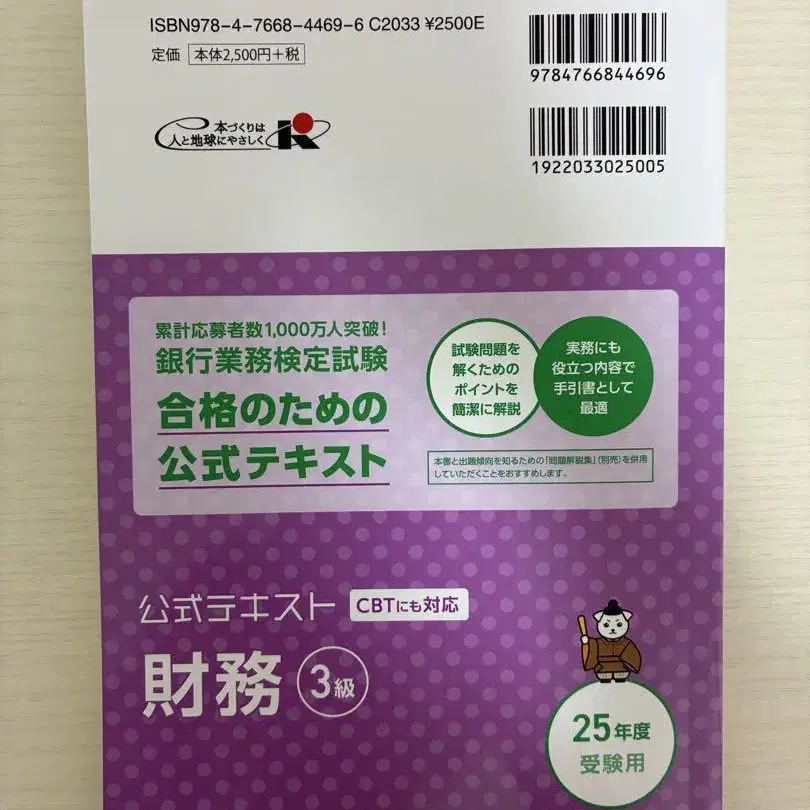 ISBN978-4-7668-4469-6 C2033 ¥2500E
定価 本体2,500円+税
9784766844696
本づくりは
人と地球にやさしく
1922033025005
累計応募者数1,000万人突破!
銀行業務検定試験
合格のための
公式テキスト
試験問題を
解くための
ポイントを
簡潔に解説
実務にも
役立つ内容で
手引書として
最適
本書と出題傾向を知るための「問題解説集」(別売)を併用
していただくことをおすすめします。
公式テキスト CBTにも対応
財務 3級
25年度
受験用